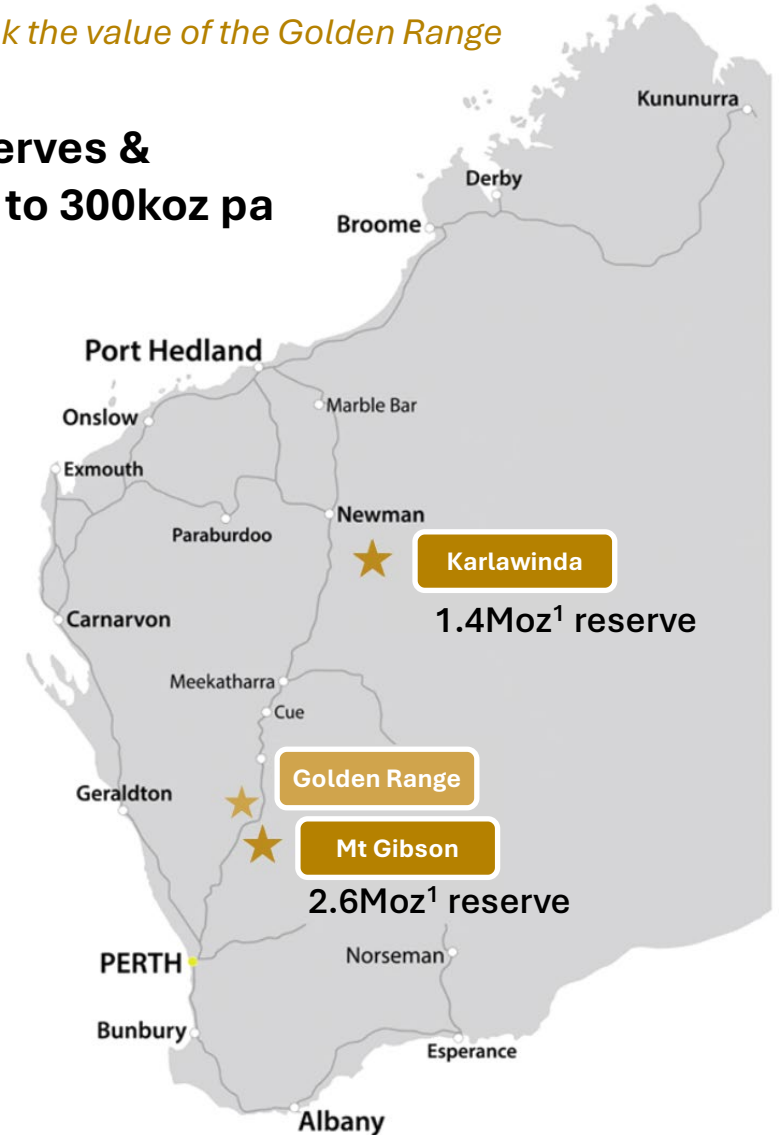 k the value of the Golden Range
erves &
to 300koz pa
Kununurra
Derby
Broome
Port Hedland
Marble Bar
Onslow
Exmouth
Newman
Paraburdoo
Karlawinda
1.4Moz¹ reserve
Carnarvon
Meekatharra
Cue
Golden Range
Geraldton
Mt Gibson
2.6Moz¹ reserve
PERTH
Norseman
Bunbury
Esperance
Albany